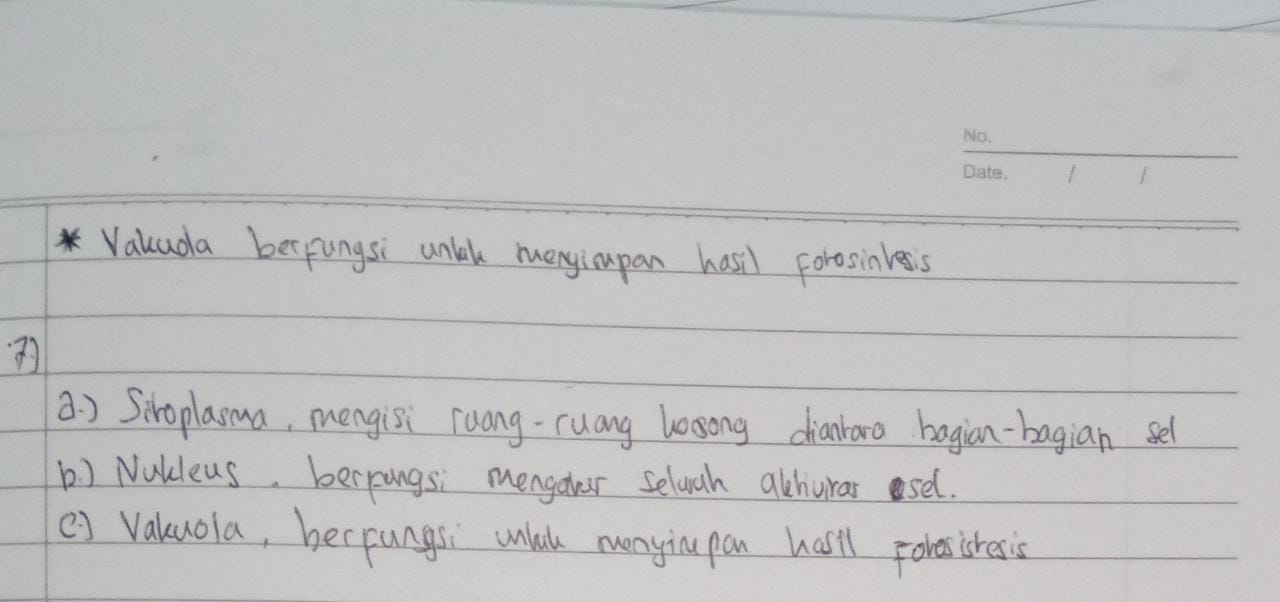 No.
Date. / /
* Vakuola berfungsi untuk menyimpan hasil fotosintesis
7)
a.) Sitoplasma, mengisi ruang-ruang kosong diantara bagian-bagian sel
b.) Nukleus, berfungsi mengatur seluruh aktivitas sel.
c.) Vakuola, berfungsi untuk menyimpan hasil fotosistesis